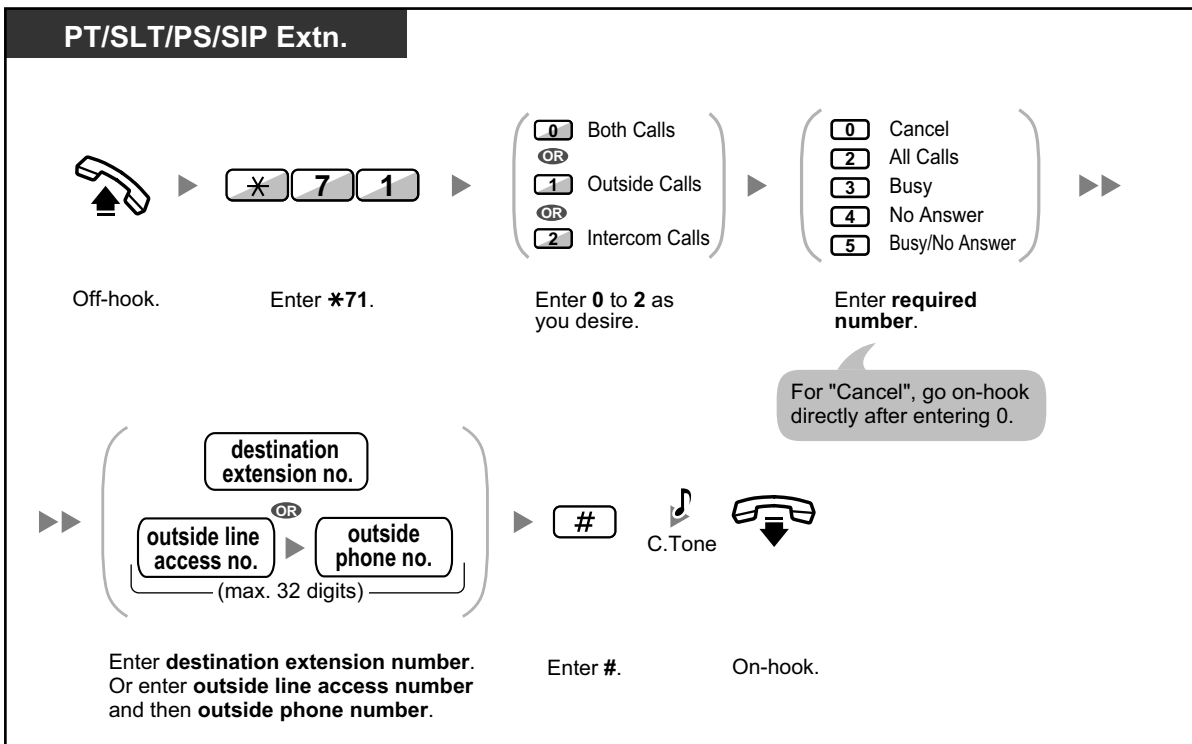 PT/SLT/PS/SIP Extn.
0 Both Calls
OR
1 Outside Calls
OR
2 Intercom Calls
0 Cancel
2 All Calls
3 Busy
4 No Answer
5 Busy/No Answer
* 7 1
Off-hook.
Enter *71.
Enter 0 to 2 as
you desire.
Enter required
number.
For "Cancel", go on-hook
directly after entering 0.
destination
extension no.
OR
outside line
access no.
outside
phone no.
(max. 32 digits)
#
C.Tone
Enter destination extension number.
Or enter outside line access number
and then outside phone number.
Enter #.
On-hook.